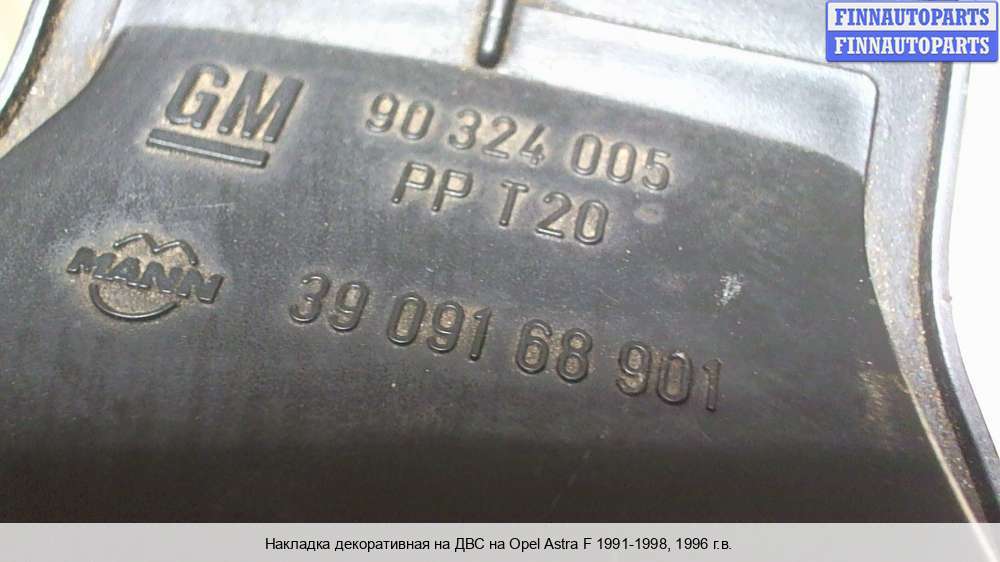 FINNAUTOPARTS
FINNAUTOPARTS
GM
90 324 005
PP T20
MANN
39 091 68 901
Накладка декоративная на ДВС на Opel Astra F 1991-1998, 1996 г.в.